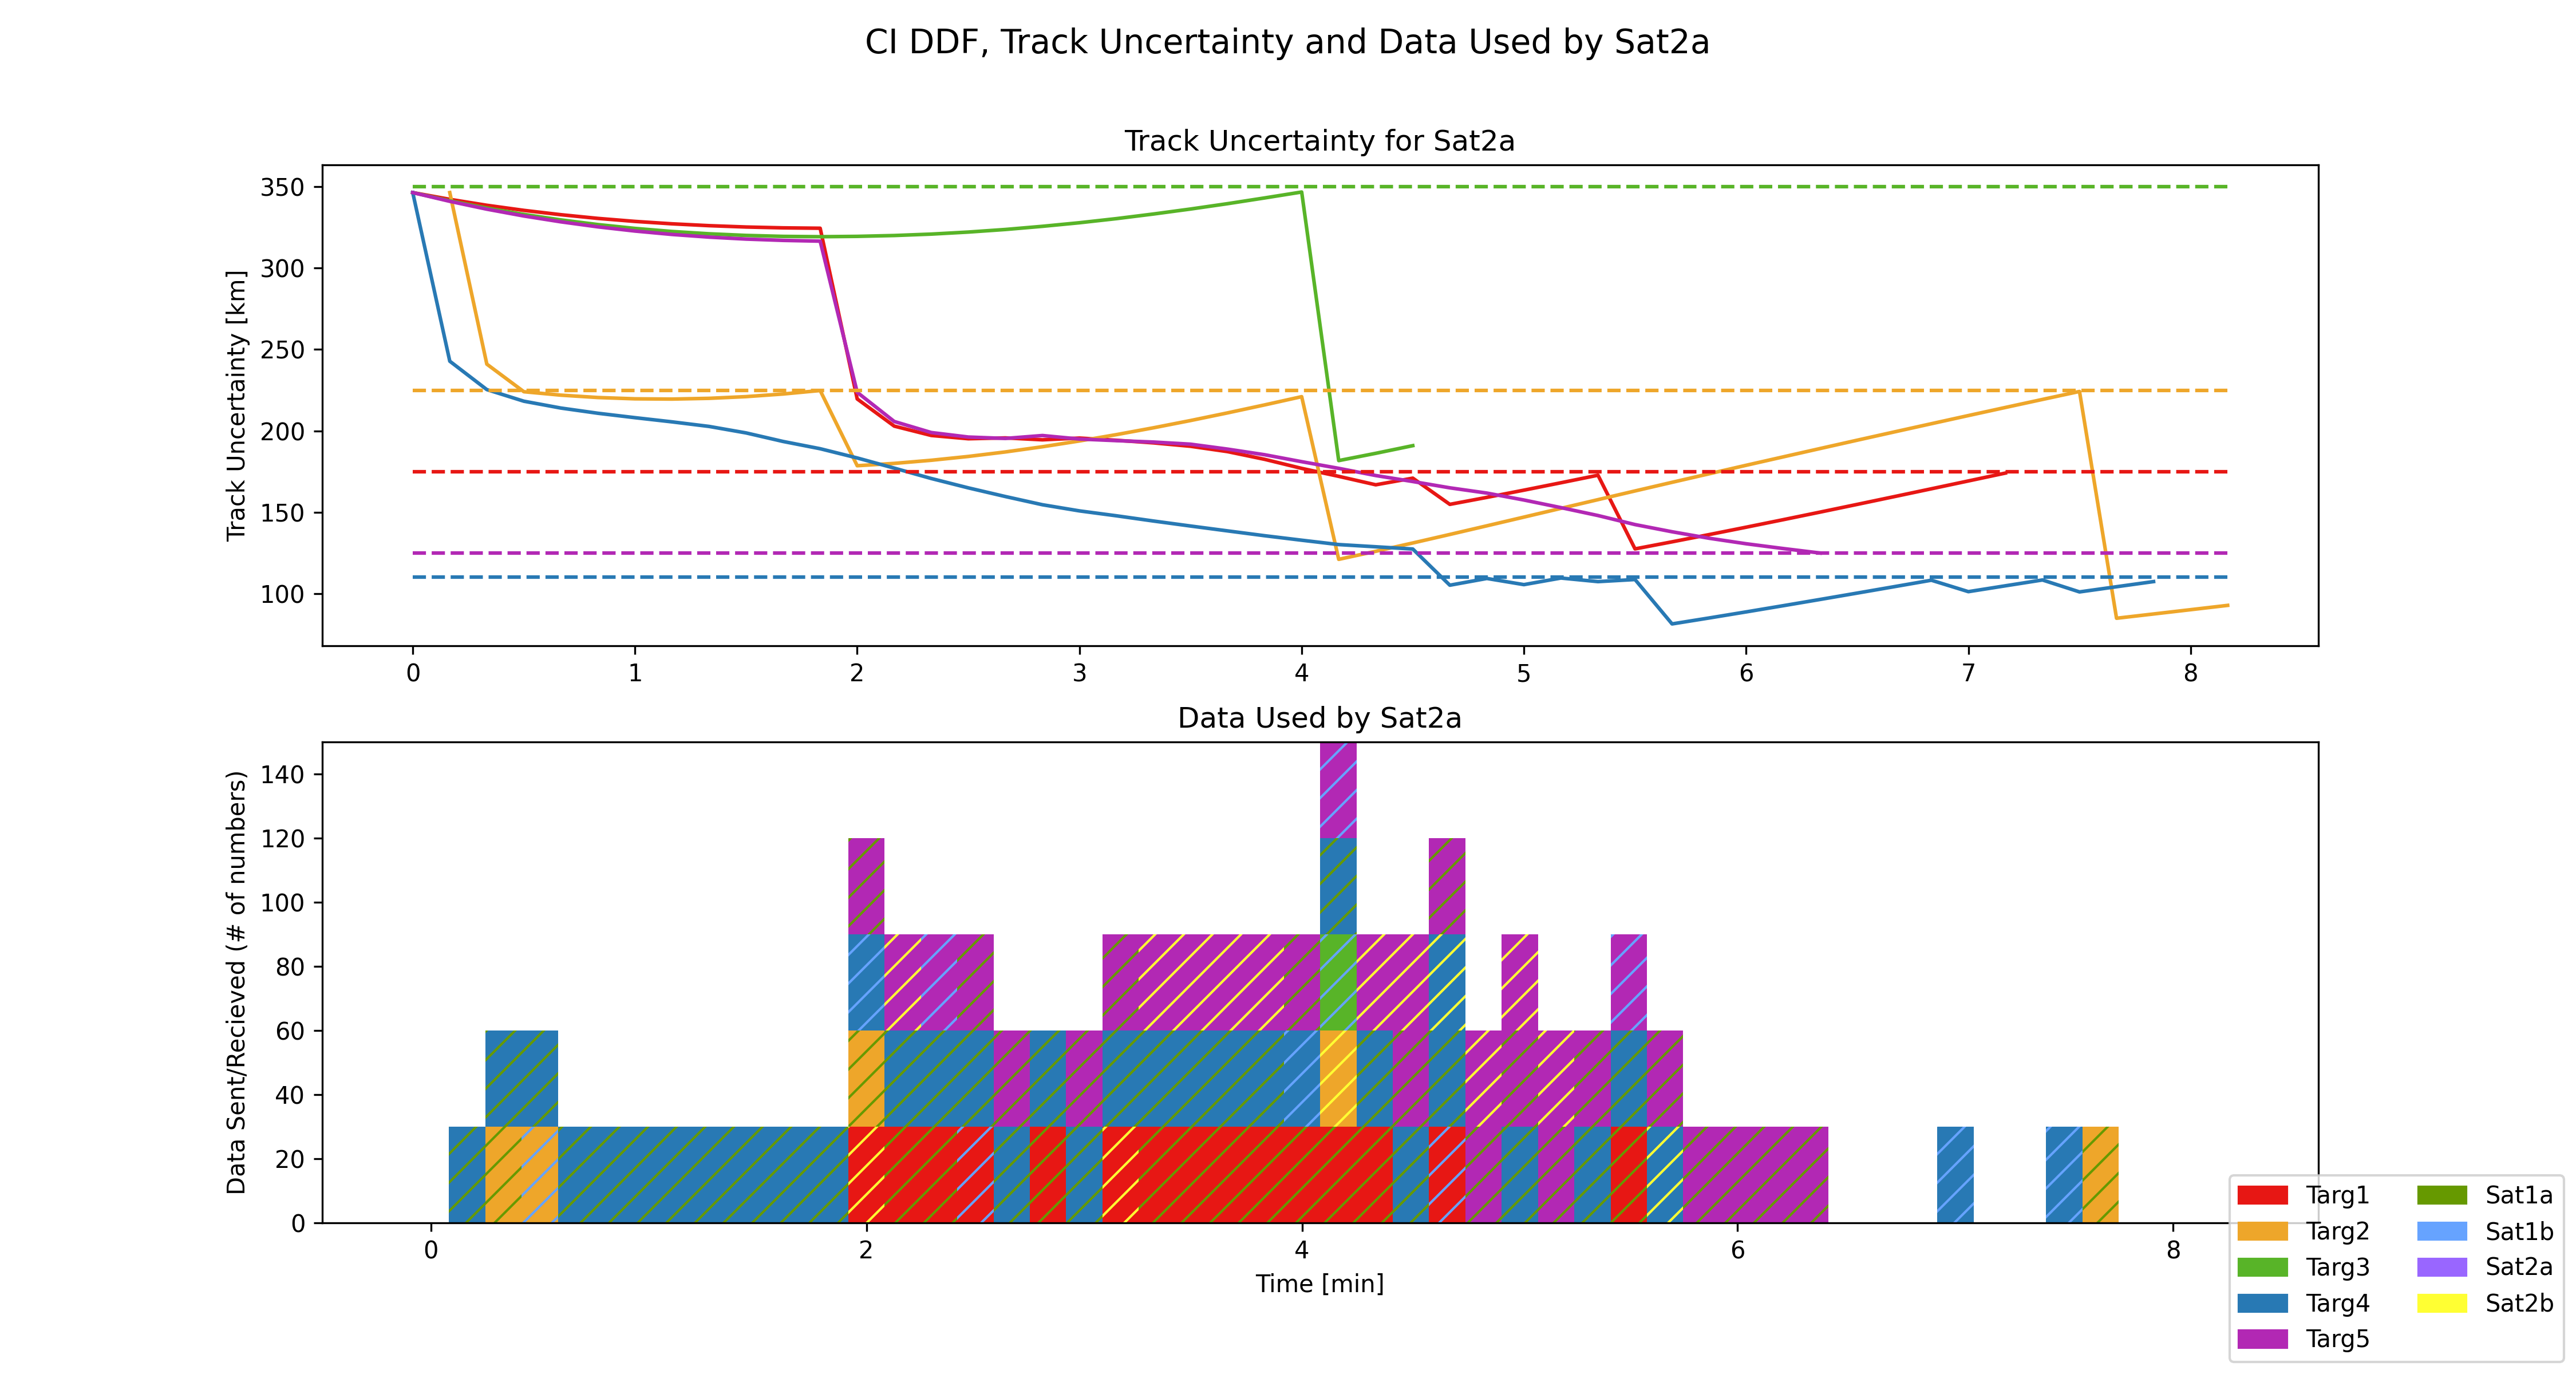 CI DDF, Track Uncertainty and Data Used by Sat2a
Track Uncertainty for Sat2a
Track Uncertainty [km]
350
300
250
200
150
100
0 1 2 3 4 5 6 7 8
Data Used by Sat2a
Data Sent/Recieved (# of numbers)
140
120
100
80
60
40
20
0
0 2 4 6 8
Time [min]
Targ1 Sat1a
Targ2 Sat1b
Targ3 Sat2a
Targ4 Sat2b
Targ5